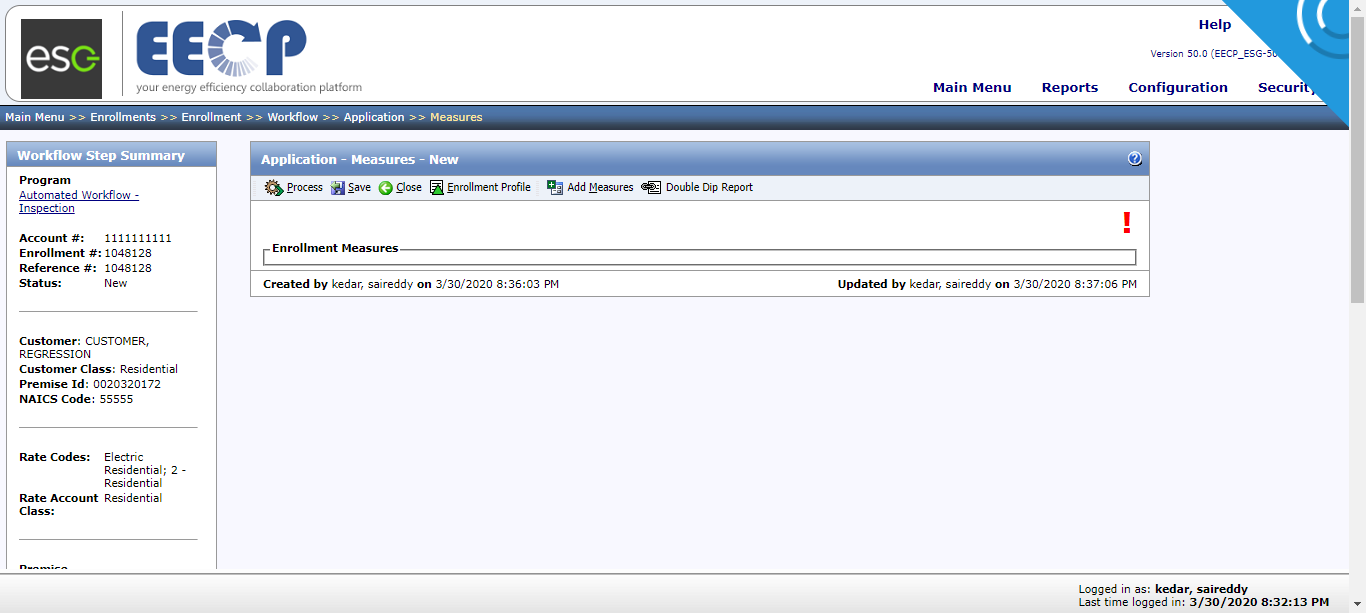 esc
EECP
your energy efficiency collaboration platform
Help
Version 50.0 (EECP_ESG-50
Main Menu Reports Configuration Security
Main Menu >> Enrollments >> Enrollment >> Workflow >> Application >> Measures
Workflow Step Summary
Program
Automated Workflow -
Inspection
Account #: 1111111111
Enrollment #: 1048128
Reference #: 1048128
Status: New
Customer: CUSTOMER,
REGRESSION
Customer Class: Residential
Premise Id: 0020320172
NAICS Code: 55555
Rate Codes: Electric
Residential; 2 -
Residential
Rate Account Residential
Class:
Premise
Application - Measures - New
?
Process Save Close Enrollment Profile Add Measures Double Dip Report
!
Enrollment Measures
Created by kedar, saireddy on 3/30/2020 8:36:03 PM
Updated by kedar, saireddy on 3/30/2020 8:37:06 PM
Logged in as: kedar, saireddy
Last time logged in: 3/30/2020 8:32:13 PM